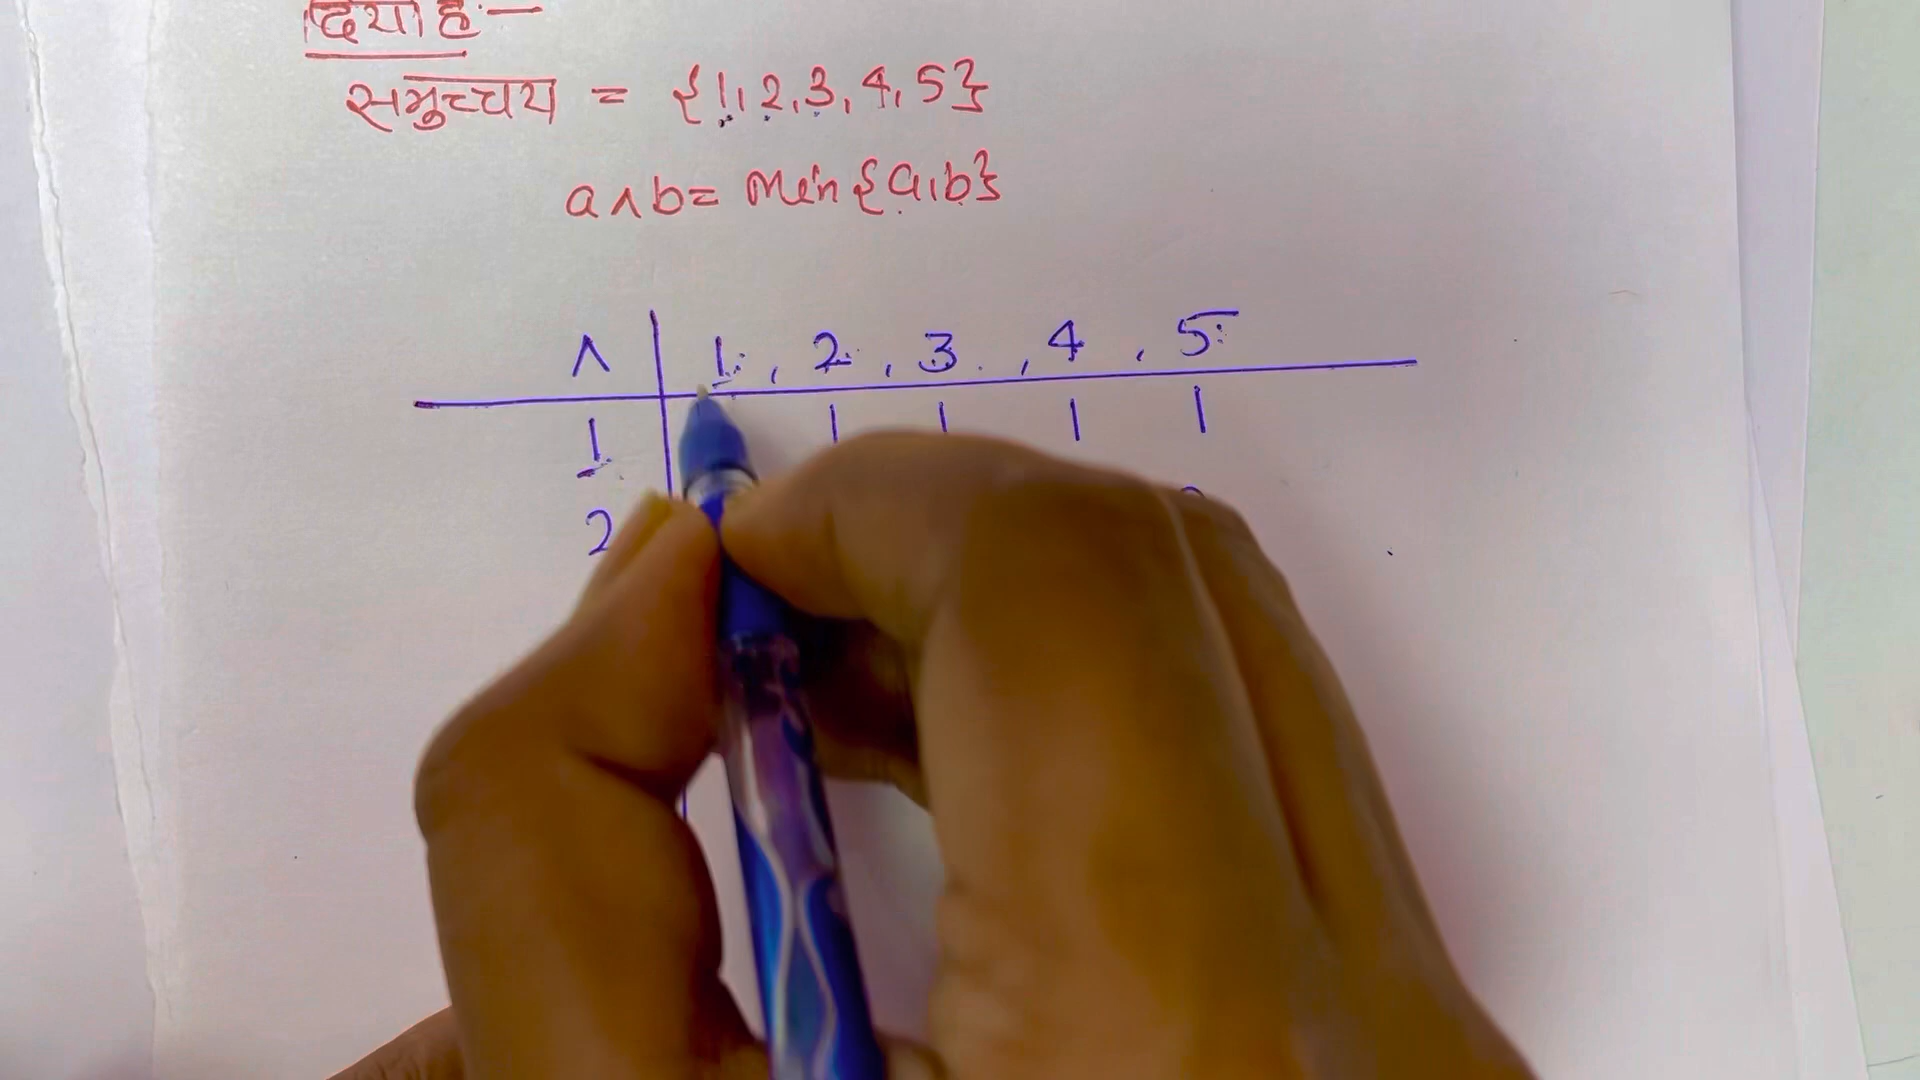 दिया है:—
समुच्चय = {1,2,3,4,5}
a∧b= Min{a,b}
∧ 1, 2, 3, 4, 5
1 1 1 1 1
2